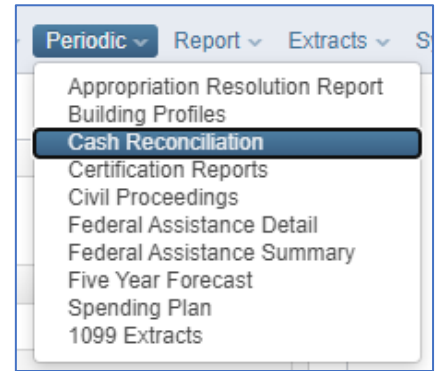 Periodic Report Extracts S
Appropriation Resolution Report
Building Profiles
Cash Reconciliation
Certification Reports
Civil Proceedings
Federal Assistance Detail
Federal Assistance Summary
Five Year Forecast
Spending Plan
1099 Extracts